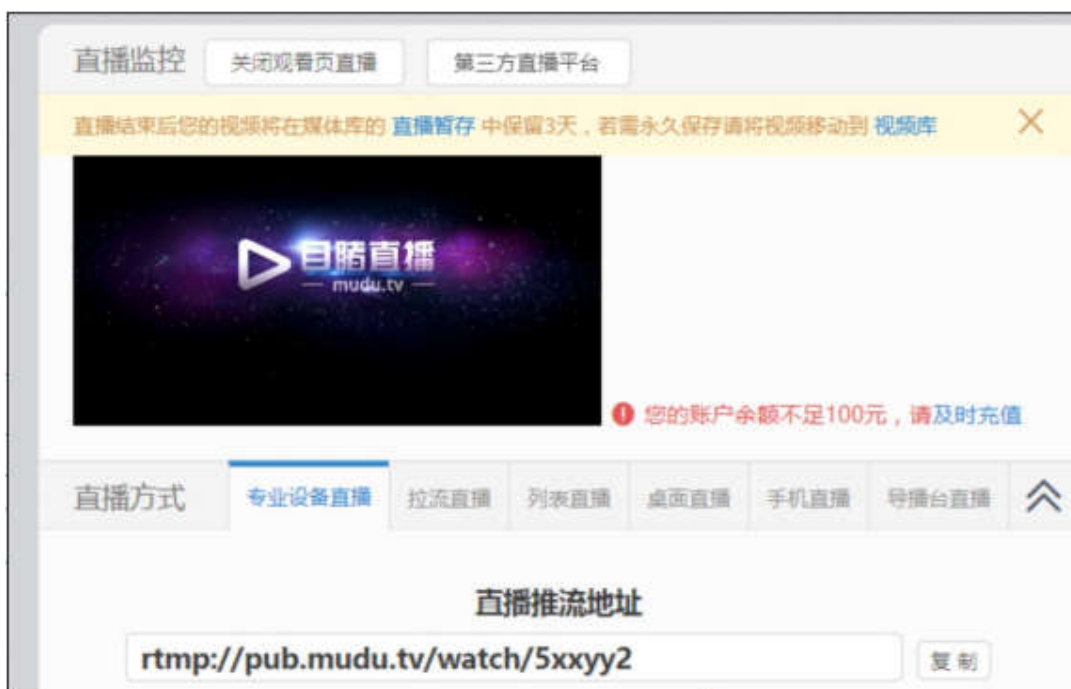 直播监控 关闭观看页直播 第三方直播平台
直播结束后您的视频将在媒体库的 直播暂存 中保留3天，若需永久保存请将视频移动到 视频库
目睹直播
mudu.tv
您的账户余额不足100元，请及时充值
直播方式 专业设备直播 拉流直播 列表直播 桌面直播 手机直播 导播台直播
直播推流地址
rtmp://pub.mudu.tv/watch/5xxyy2 复制